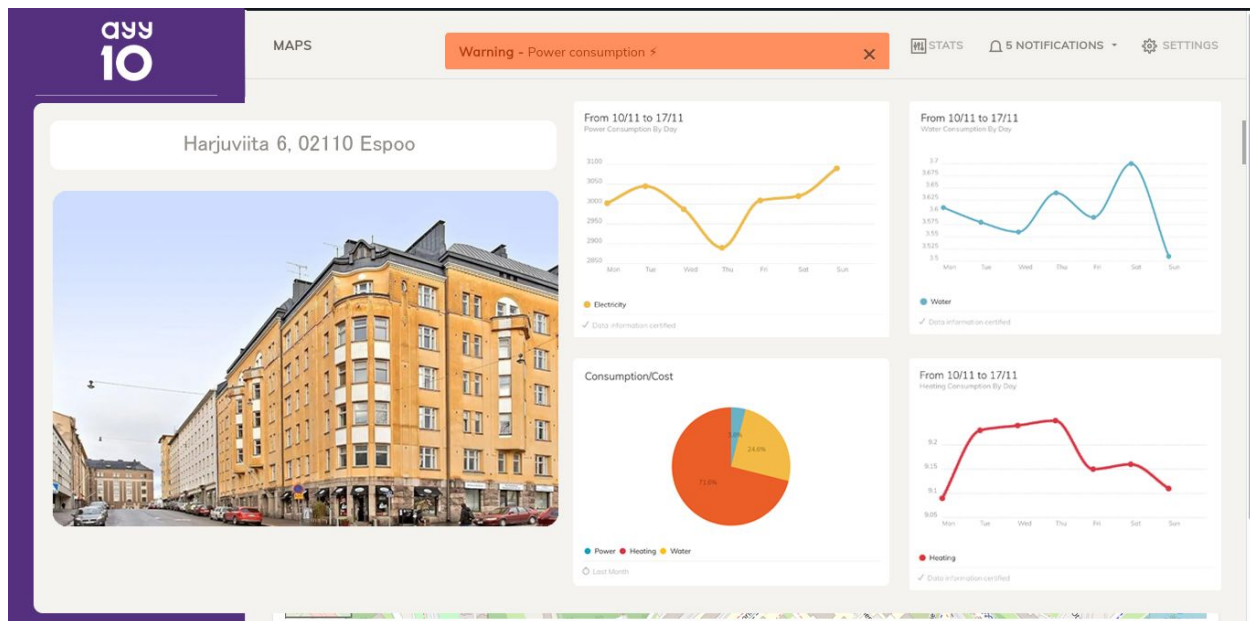 ayy
10
MAPS
Warning - Power consumption
STATS
5 NOTIFICATIONS
SETTINGS
Harjuviita 6, 02110 Espoo
From 10/11 to 17/11
Power Consumption By Day
3100
3050
3000
2950
2900
2850
Mon Tue Wed Thu Fri Sat Sun
Electricity
Data information certified
From 10/11 to 17/11
Water Consumption By Day
3.7
3.675
3.65
3.625
3.6
3.575
3.55
3.525
3.5
Mon Tue Wed Thu Fri Sat Sun
Water
Data information certified
Consumption/Cost
24.6%
Power Heating Water
Last Month
From 10/11 to 17/11
Heating Consumption By Day
9.2
9.15
9.1
9.05
Mon Tue Wed Thu Fri Sat Sun
Heating
Data information certified